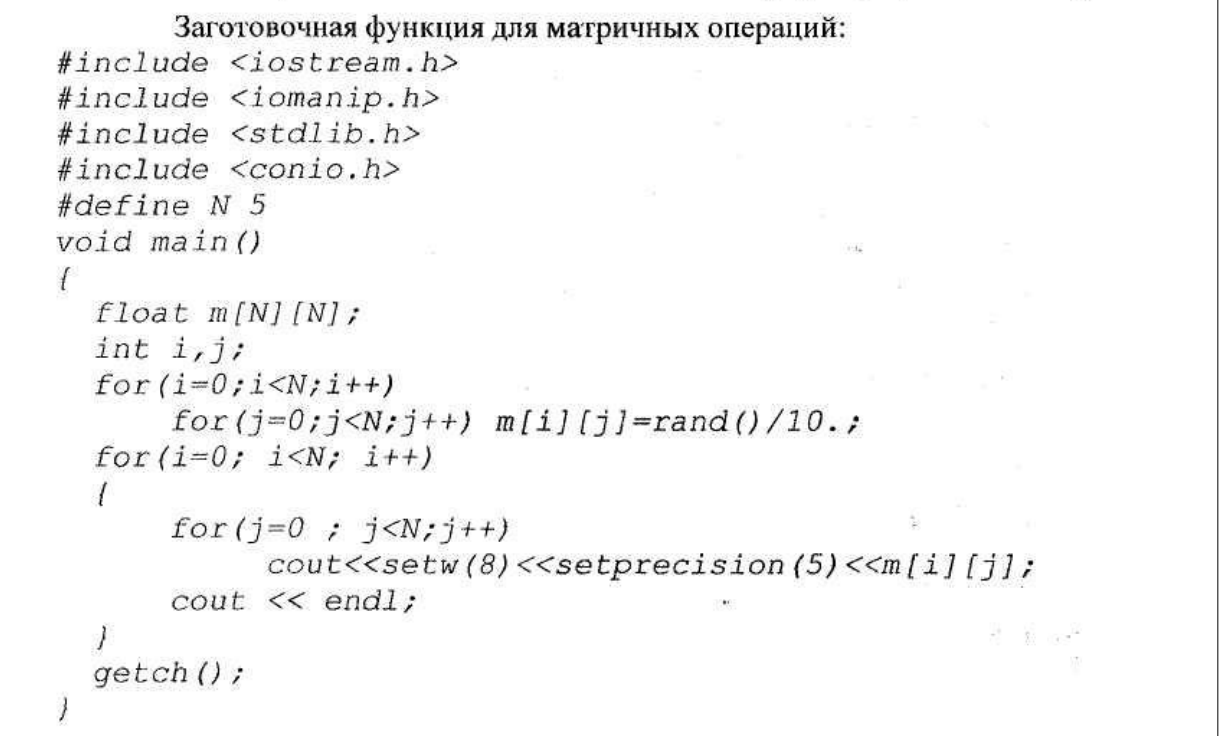 Заготовочная функция для матричных операций:
#include <iostream.h>
#include <iomanip.h>
#include <stdlib.h>
#include <conio.h>
#define N 5
void main()
{
float m[N][N];
int i,j;
for(i=0;i<N;i++)
for(j=0;j<N;j++) m[i][j]=rand()/10.;
for(i=0; i<N; i++)
{
for(j=0 ; j<N;j++)
cout<<setw(8)<<setprecision(5)<<m[i][j];
cout << endl;
}
getch();
}